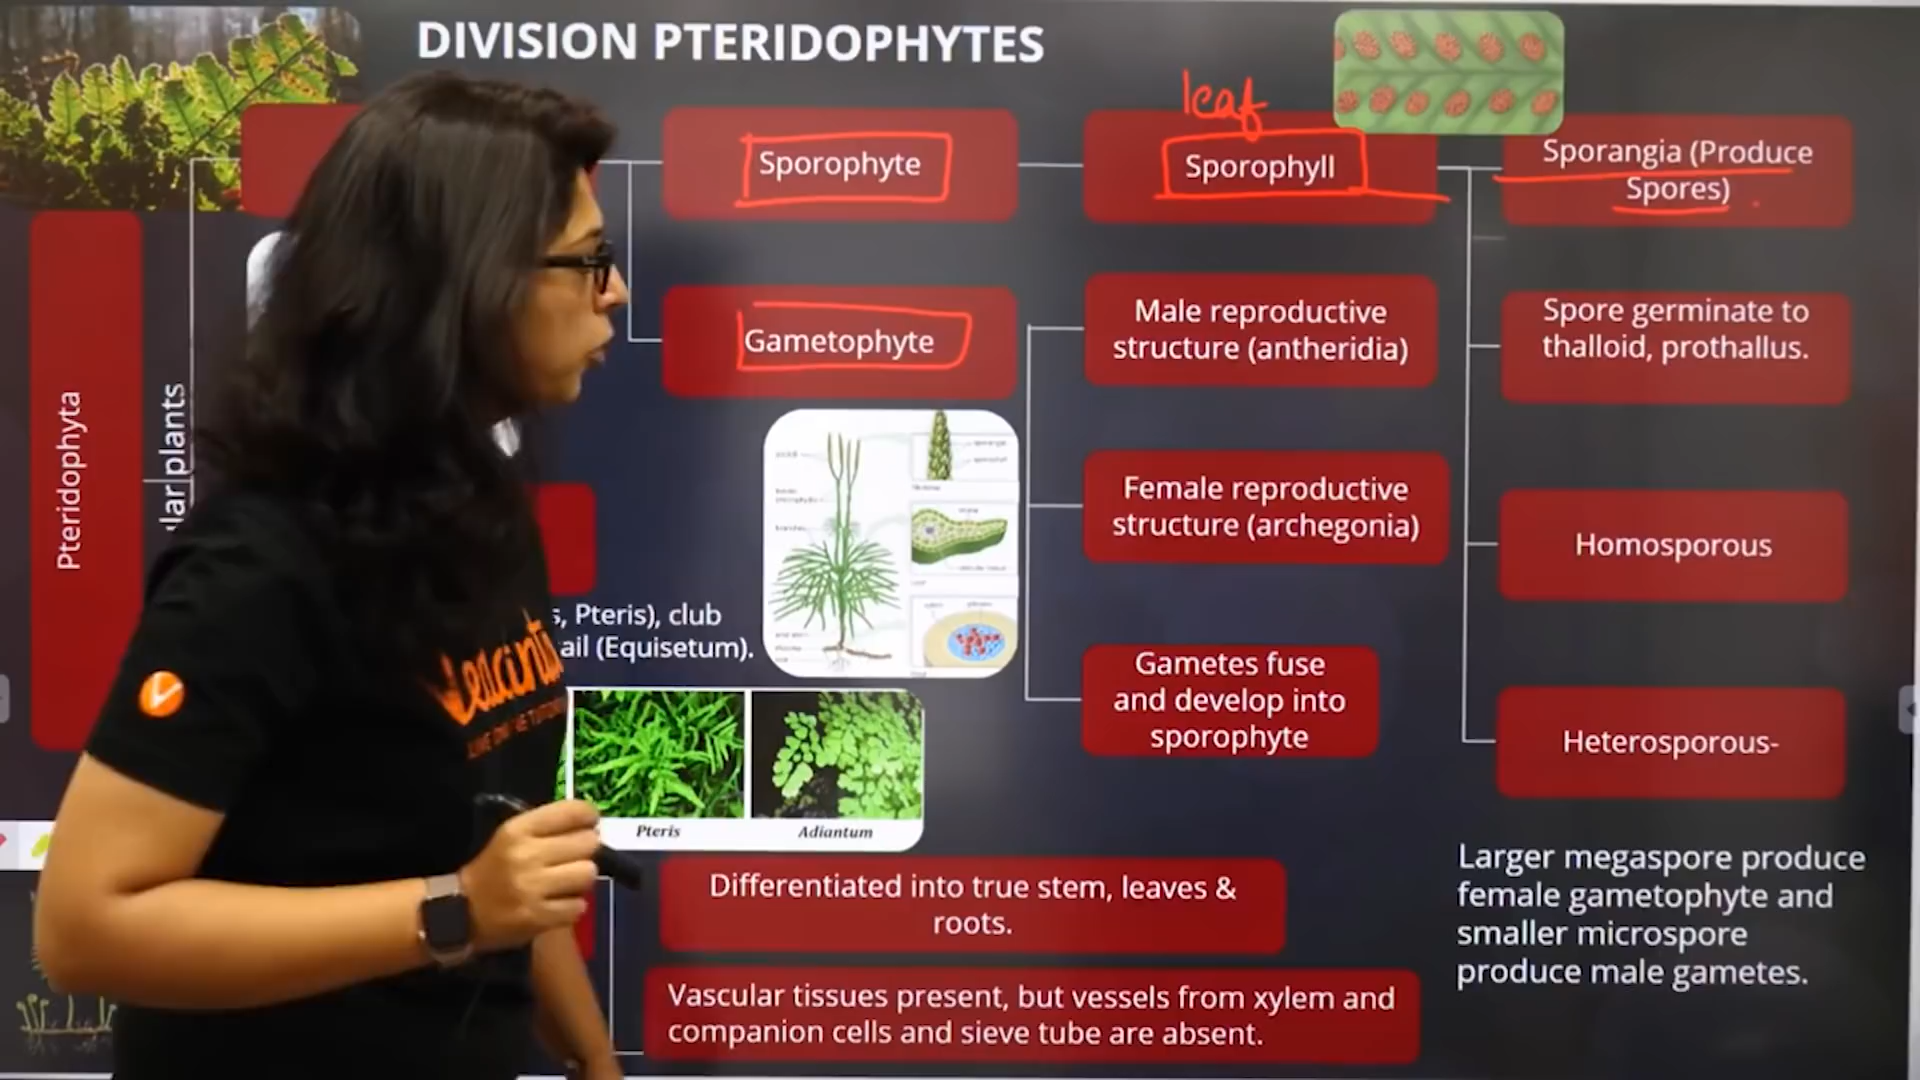 DIVISION PTERIDOPHYTES
leaf
Sporophyte
Sporophyll
Sporangia (Produce
Spores)
Gametophyte
Male reproductive
structure (antheridia)
Spore germinate to
thalloid, prothallus.
Pteridophyta
plants
Female reproductive
structure (archegonia)
Homosporous
Pteris), club
(Equisetum).
Gametes fuse
and develop into
sporophyte
Heterosporous-
Pteris
Adiantum
Differentiated into true stem, leaves &
roots.
Larger megaspore produce
female gametophyte and
smaller microspore
produce male gametes.
Vascular tissues present, but vessels from xylem and
companion cells and sieve tube are absent.